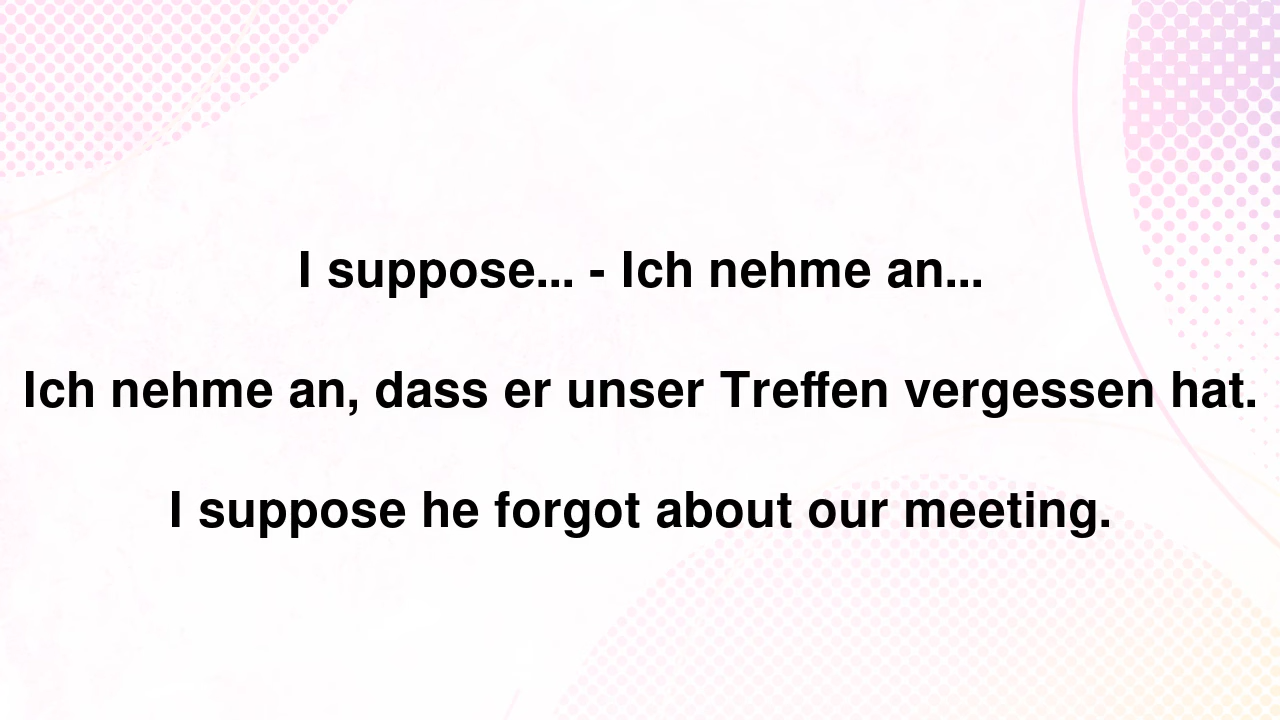 I suppose... - Ich nehme an...
Ich nehme an, dass er unser Treffen vergessen hat.
I suppose he forgot about our meeting.